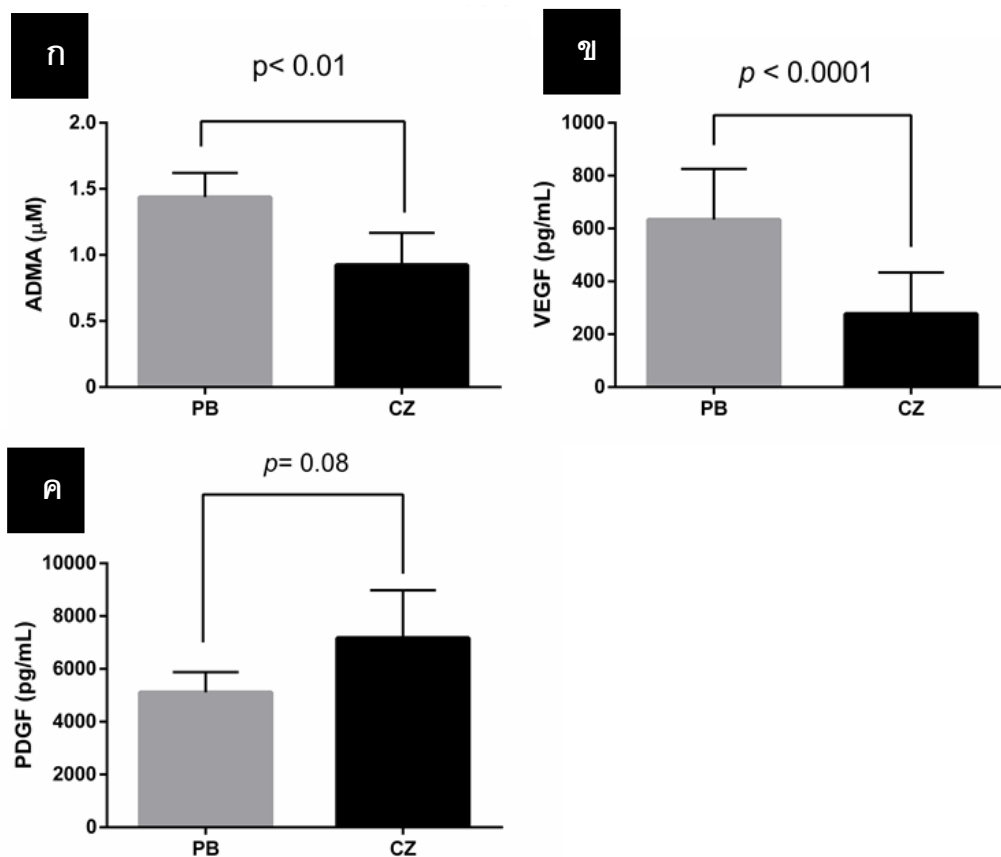 ก
p< 0.01
ADMA (μM)
2.0
1.5
1.0
0.5
0
PB
CZ
ข
p < 0.0001
VEGF (pg/mL)
1000
800
600
400
200
0
PB
CZ
ค
p= 0.08
PDGF (pg/mL)
10000
8000
6000
4000
2000
0
PB
CZ